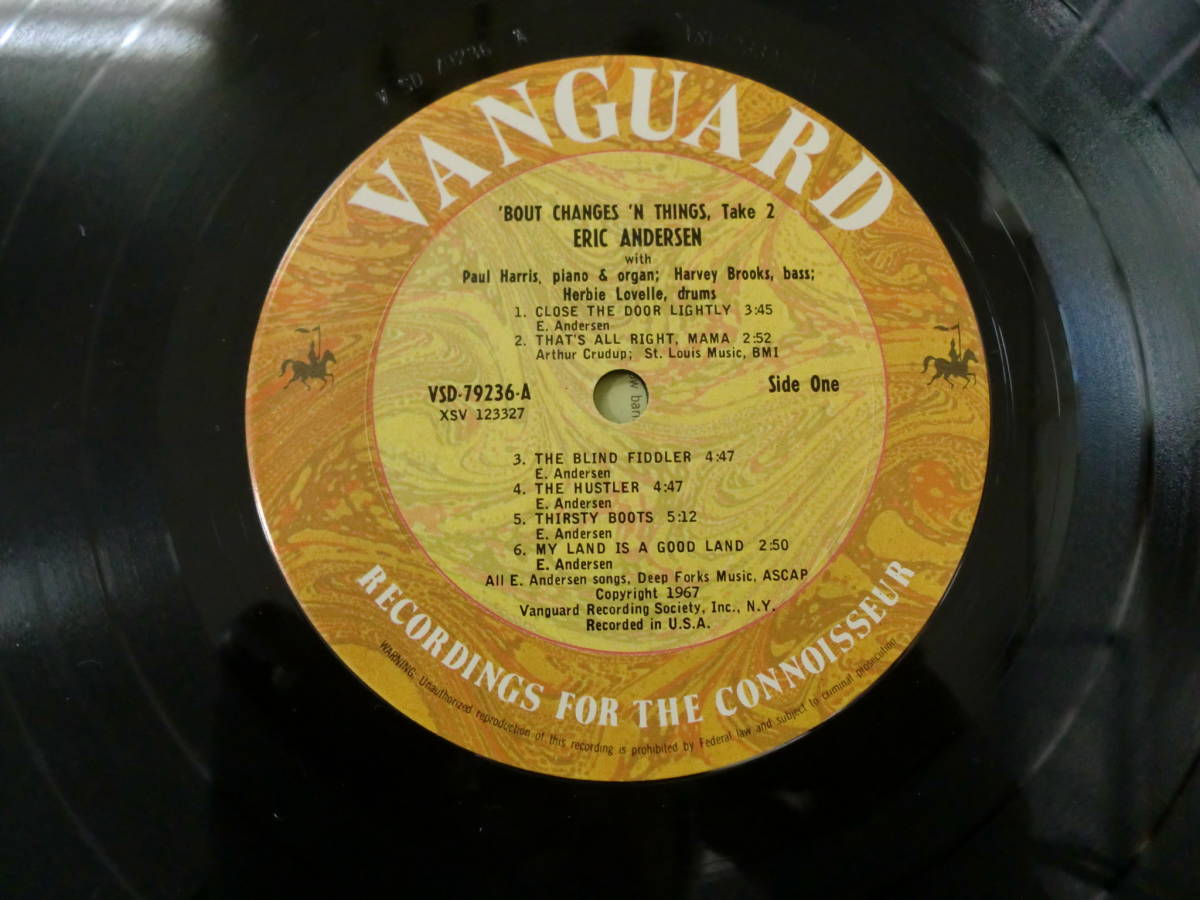 VSD 79236 A
VANGUARD
'BOUT CHANGES 'N THINGS, Take 2
ERIC ANDERSEN
with
Paul Harris, piano & organ; Harvey Brooks, bass;
Herbie Lovelle, drums
1. CLOSE THE DOOR LIGHTLY 3:45
E. Andersen
2. THAT'S ALL RIGHT, MAMA 2:52
Arthur Crudup; St. Louis Music, BMI
VSD-79236-A
XSV 123327
Side One
3. THE BLIND FIDDLER 4:47
E. Andersen
4. THE HUSTLER 4:47
E. Andersen
5. THIRSTY BOOTS 5:12
E. Andersen
6. MY LAND IS A GOOD LAND 2:50
E. Andersen
All E. Andersen songs, Deep Forks Music, ASCAP
Copyright 1967
Vanguard Recording Society, Inc., N.Y.
Recorded in U.S.A.
RECORDINGS FOR THE CONNOISSEUR
WARNING: Unauthorized reproduction of this recording is prohibited by Federal law and subject to criminal prosecution